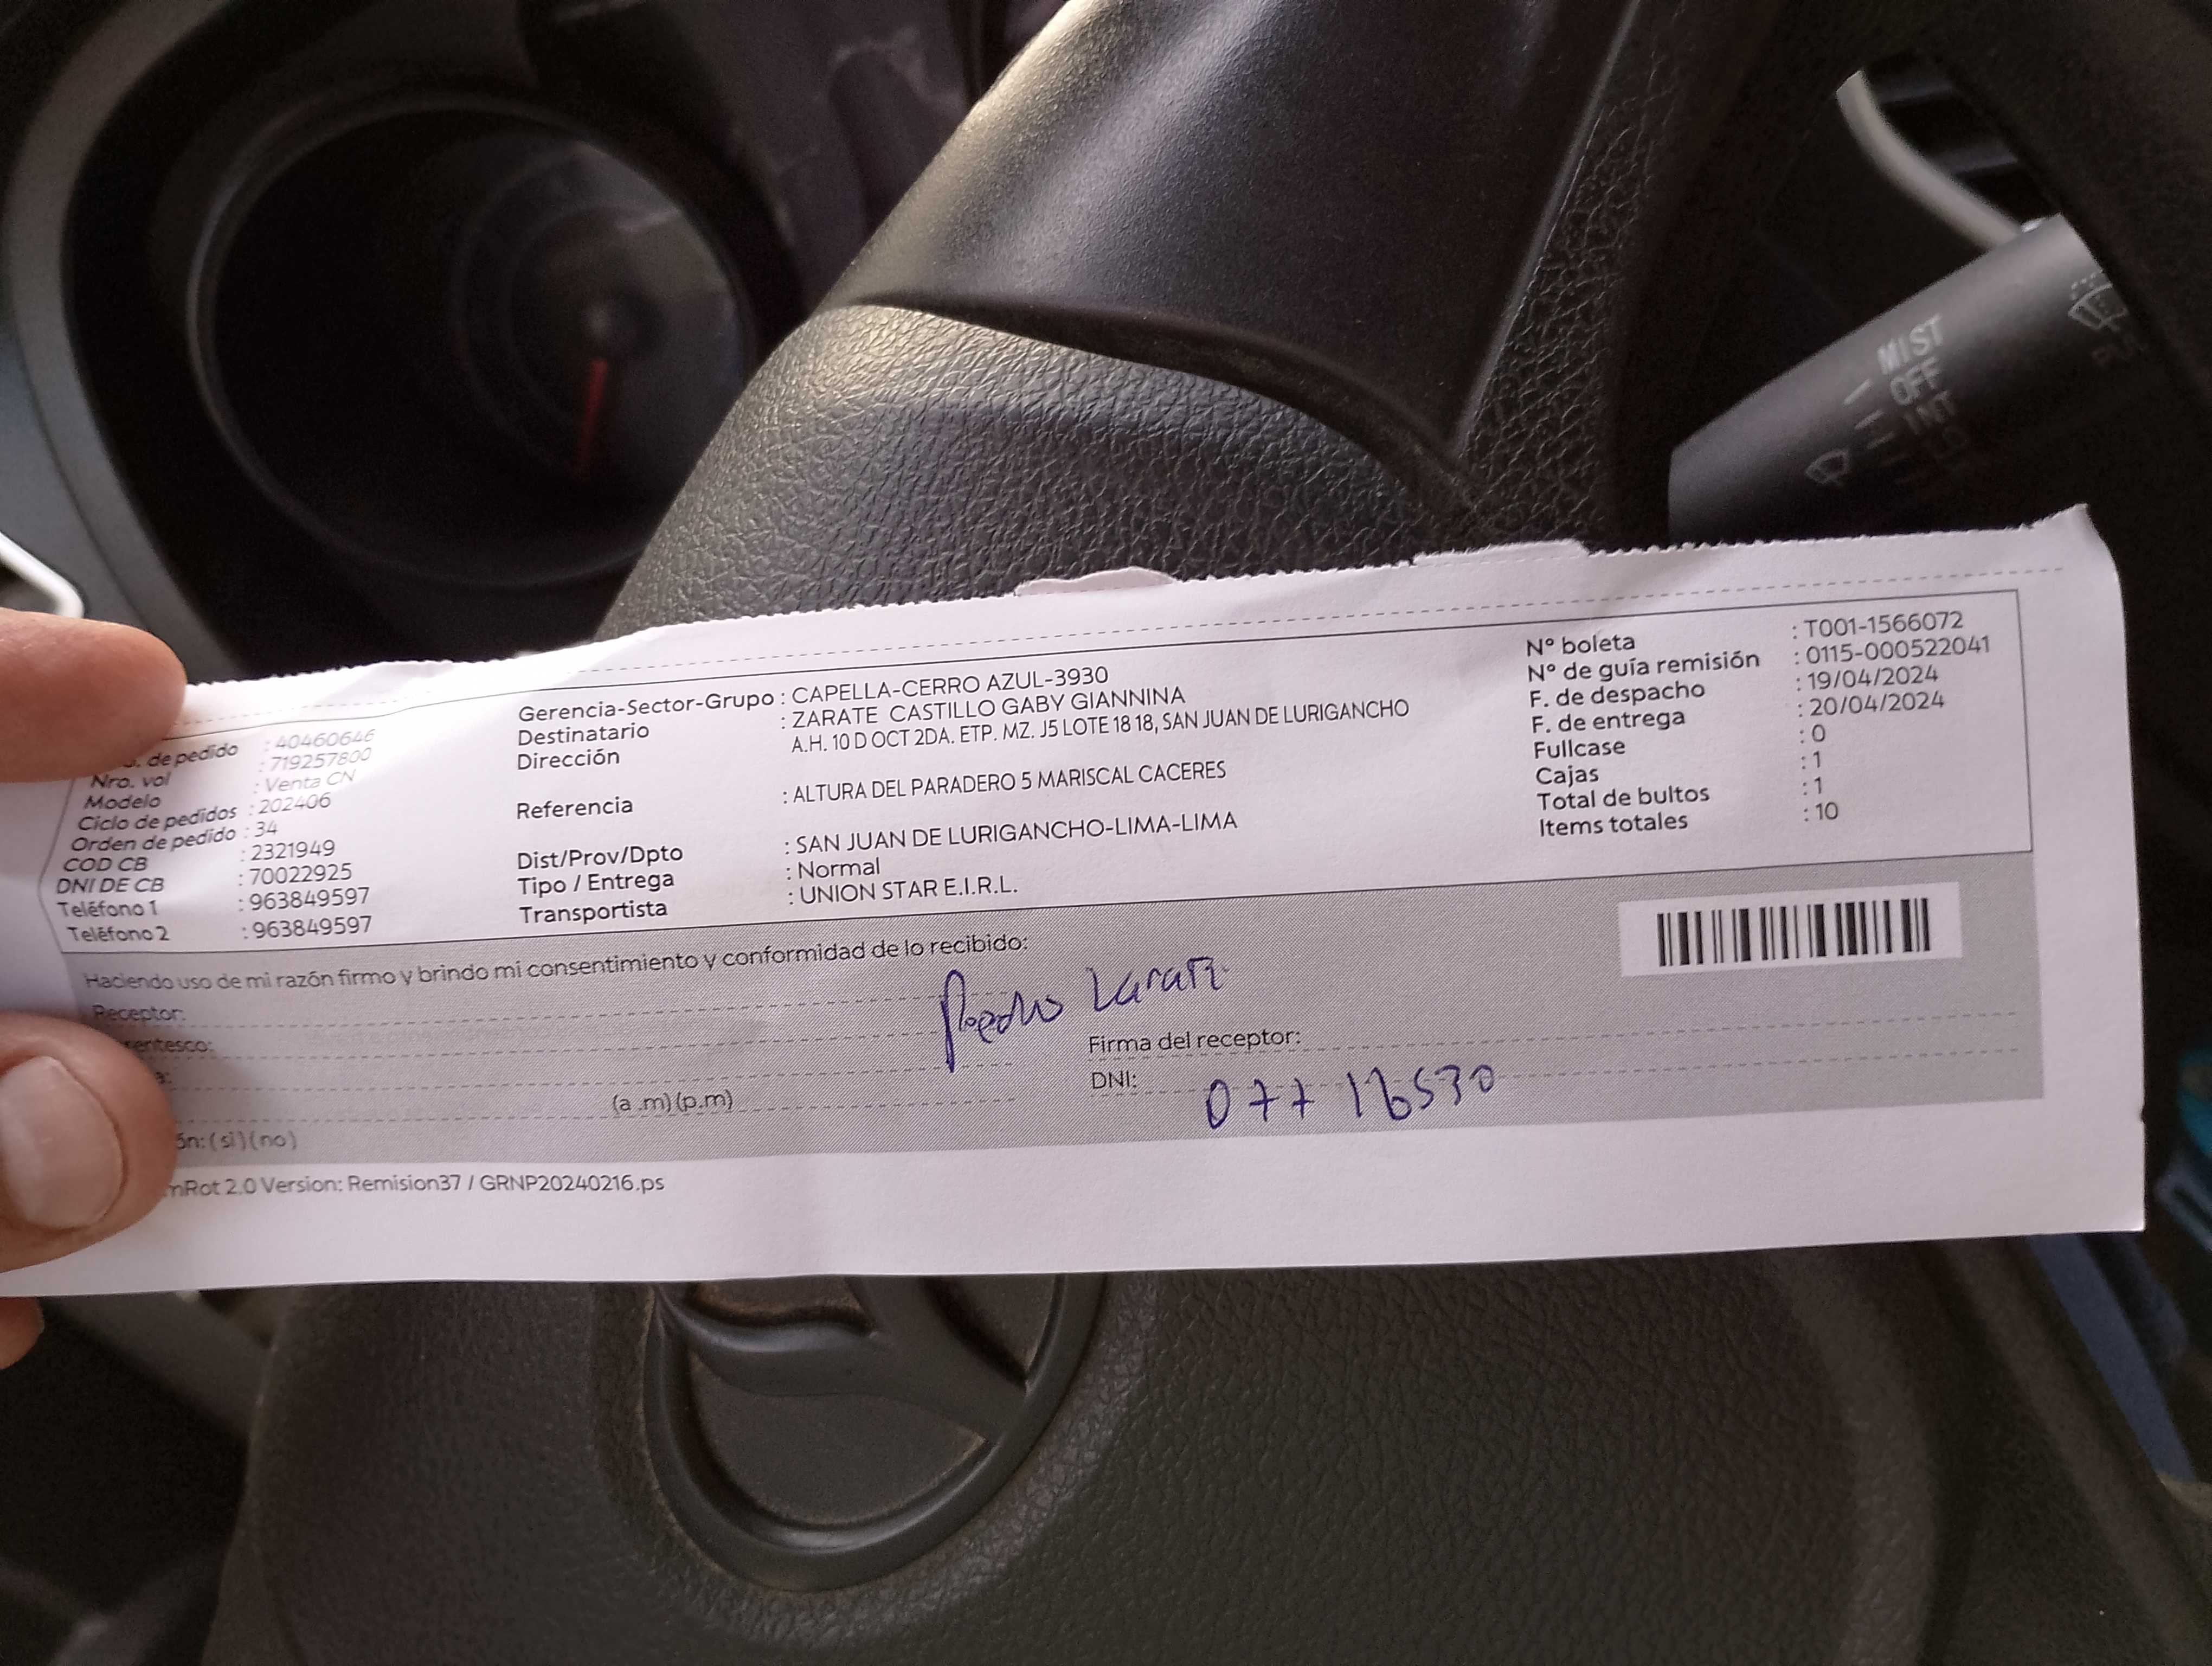 MIST
OFF
INT
. de pedido : 40460646
Nro. vol : 719257800
Modelo : Venta CN
Ciclo de pedidos : 202406
Orden de pedido : 34
COD CB : 2321949
DNI DE CB : 70022925
Teléfono 1 : 963849597
Teléfono 2 : 963849597
Gerencia-Sector-Grupo : CAPELLA-CERRO AZUL-3930
Destinatario : ZARATE CASTILLO GABY GIANNINA
Dirección A.H. 10 D OCT 2DA. ETP. MZ. J5 LOTE 18 18, SAN JUAN DE LURIGANCHO
Referencia : ALTURA DEL PARADERO 5 MARISCAL CACERES
Dist/Prov/Dpto : SAN JUAN DE LURIGANCHO-LIMA-LIMA
Tipo / Entrega : Normal
Transportista : UNION STAR E.I.R.L.
N° boleta : T001-1566072
N° de guía remisión : 0115-000522041
F. de despacho : 19/04/2024
F. de entrega : 20/04/2024
Fullcase : 0
Cajas : 1
Total de bultos : 1
Items totales : 10
Haciendo uso de mi razón firmo y brindo mi consentimiento y conformidad de lo recibido:
Receptor:
entesco:
a:
(a .m) (p.m)
ón: (si) (no)
Pedro Zarate
Firma del receptor:
DNI: 07716530
mRot 2.0 Version: Remision37 / GRNP20240216.ps